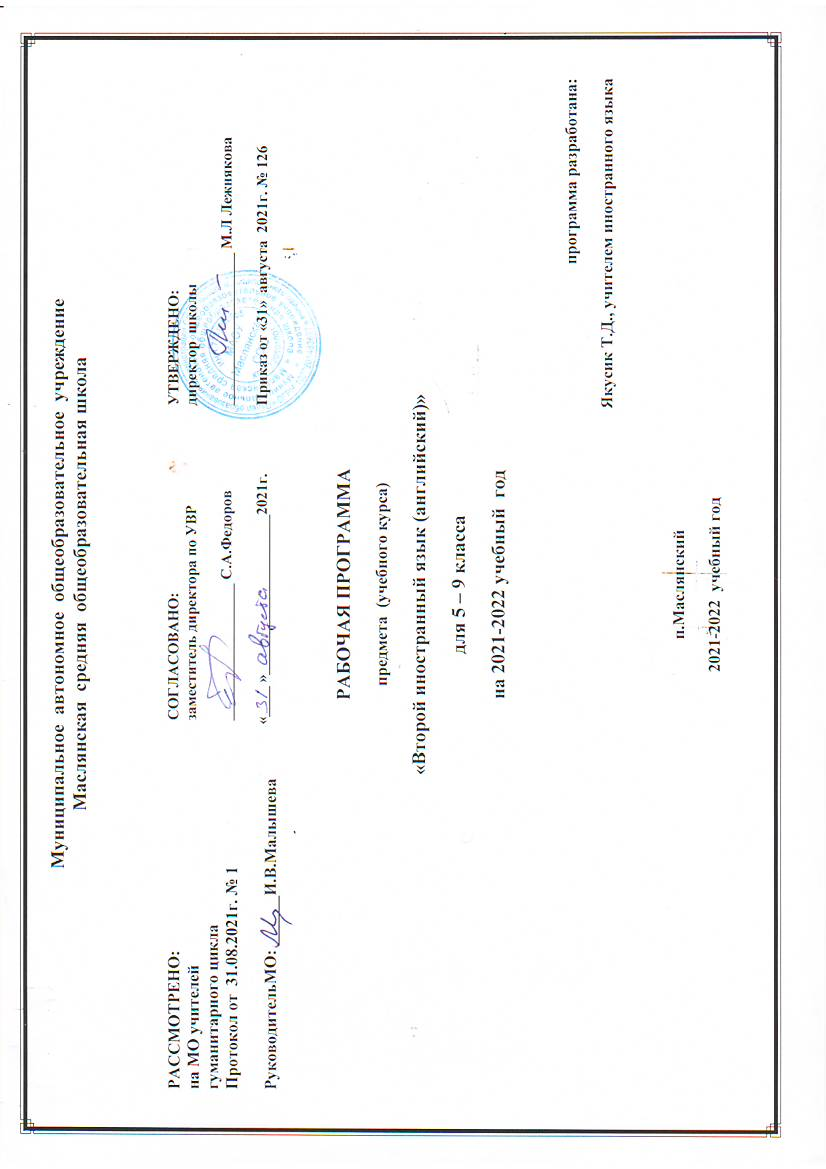 Муниципальное автономное общеобразовательное учреждение
Маслянская средняя общеобразовательная школа
РАССМОТРЕНО:
на МО учителей
гуманитарного цикла
Протокол от 31.08.2021г. № 1
РуководительМО: И.В.Малышева
СОГЛАСОВАНО:
заместитель директора по УВР
С.А.Федоров
«31» августа 2021г.
УТВЕРЖДЕНО:
директор школы
М.Л Лежнякова
Приказ от «31» августа 2021г. № 126
РАБОЧАЯ ПРОГРАММА
предмета (учебного курса)
«Второй иностранный язык (английский)»
для 5 – 9 класса
на 2021-2022 учебный год
программа разработана:
Якусик Т.Д., учителем иностранного языка
п.Маслянский
2021-2022 учебный год